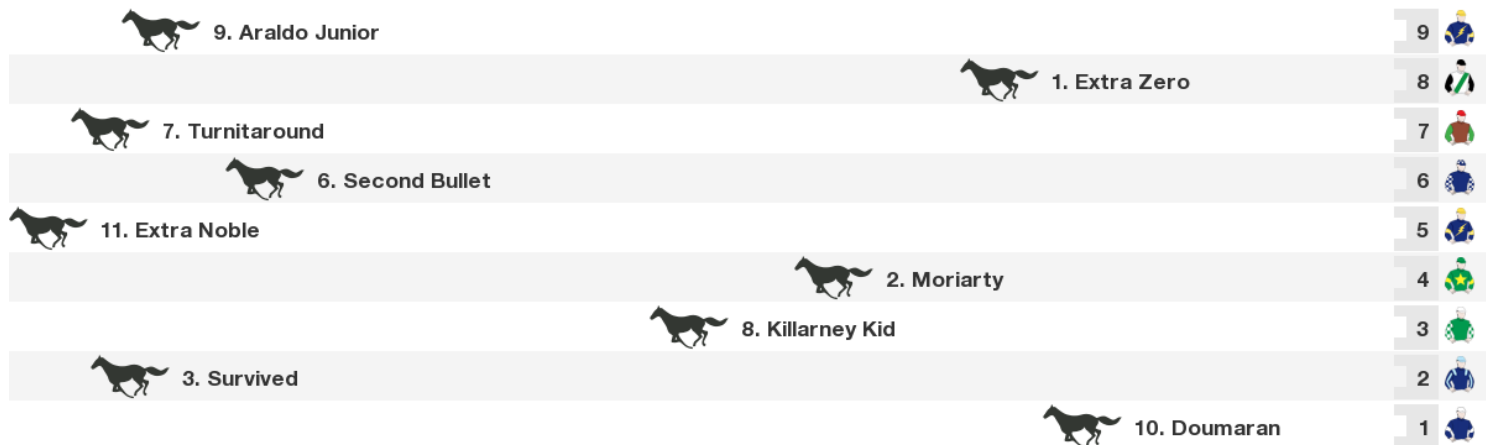 9. Araldo Junior 9
1. Extra Zero 8
7. Turnitaround 7
6. Second Bullet 6
11. Extra Noble 5
2. Moriarty 4
8. Killarney Kid 3
3. Survived 2
10. Doumaran 1